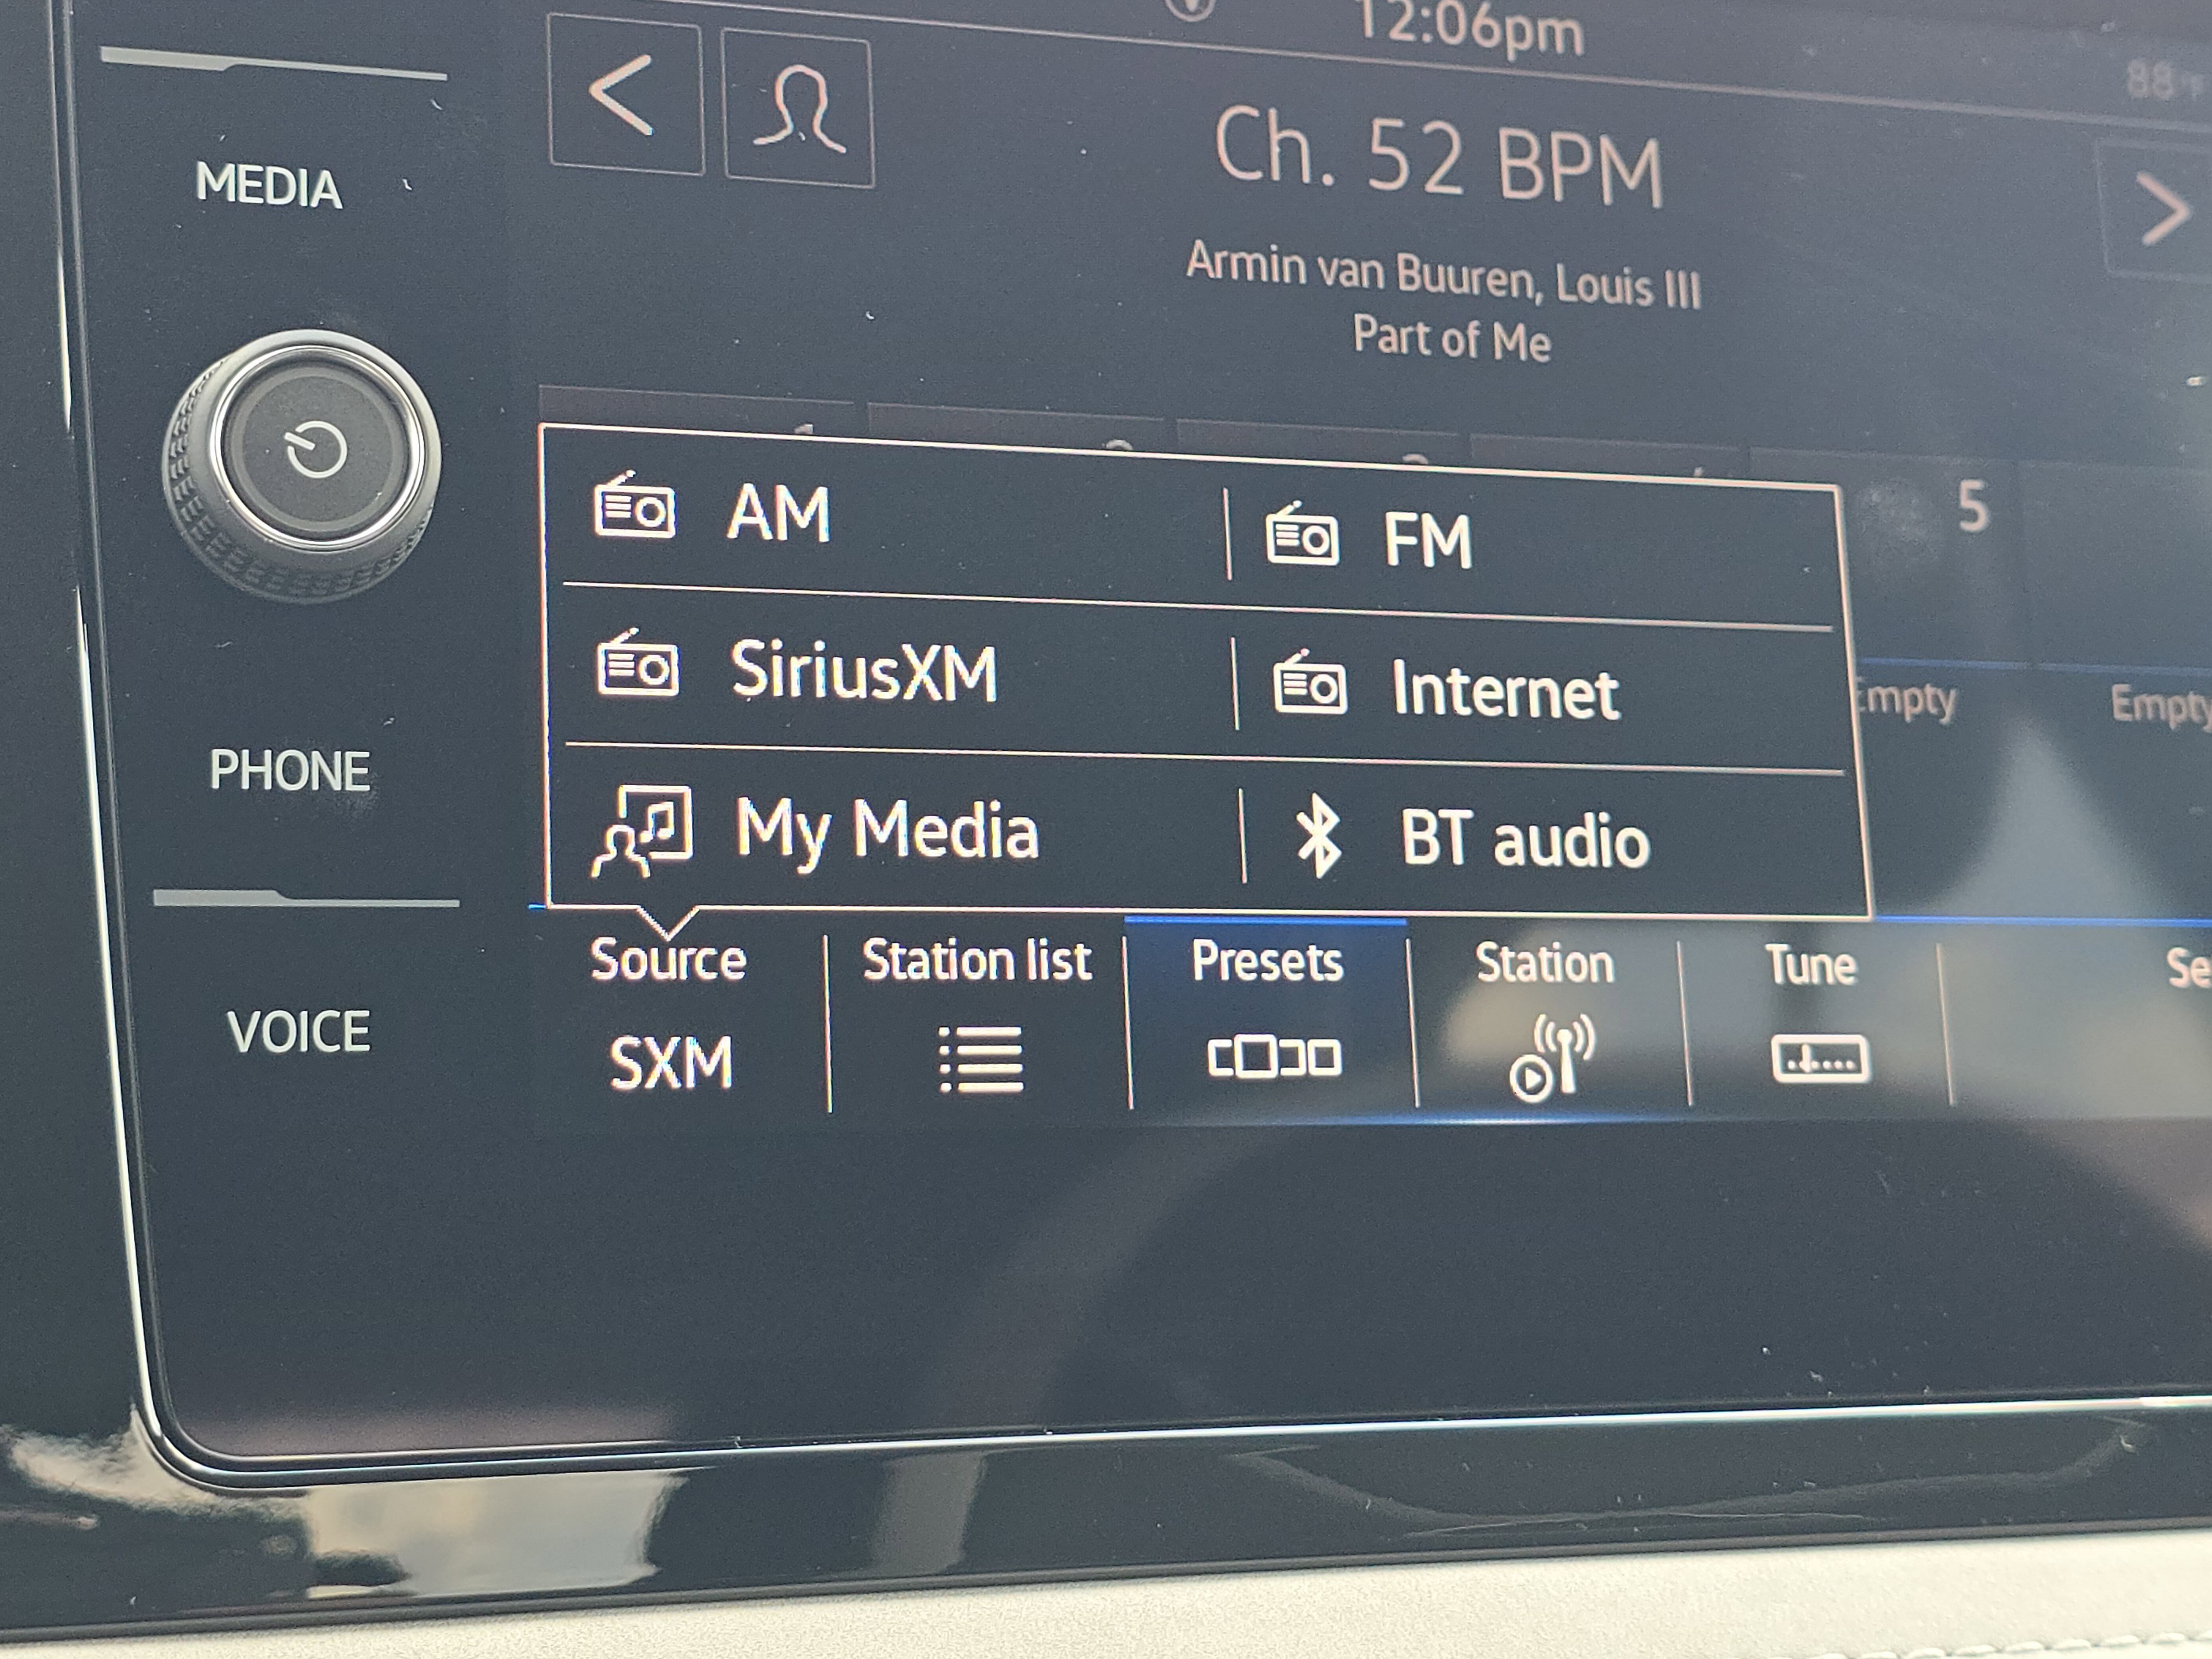 12:06pm
88°F
MEDIA
Ch. 52 BPM
Armin van Buuren, Louis III
Part of Me
5
AM
FM
SiriusXM
Internet
Empty
PHONE
My Media
BT audio
Source
Station list
Presets
Station
Tune
VOICE
SXM